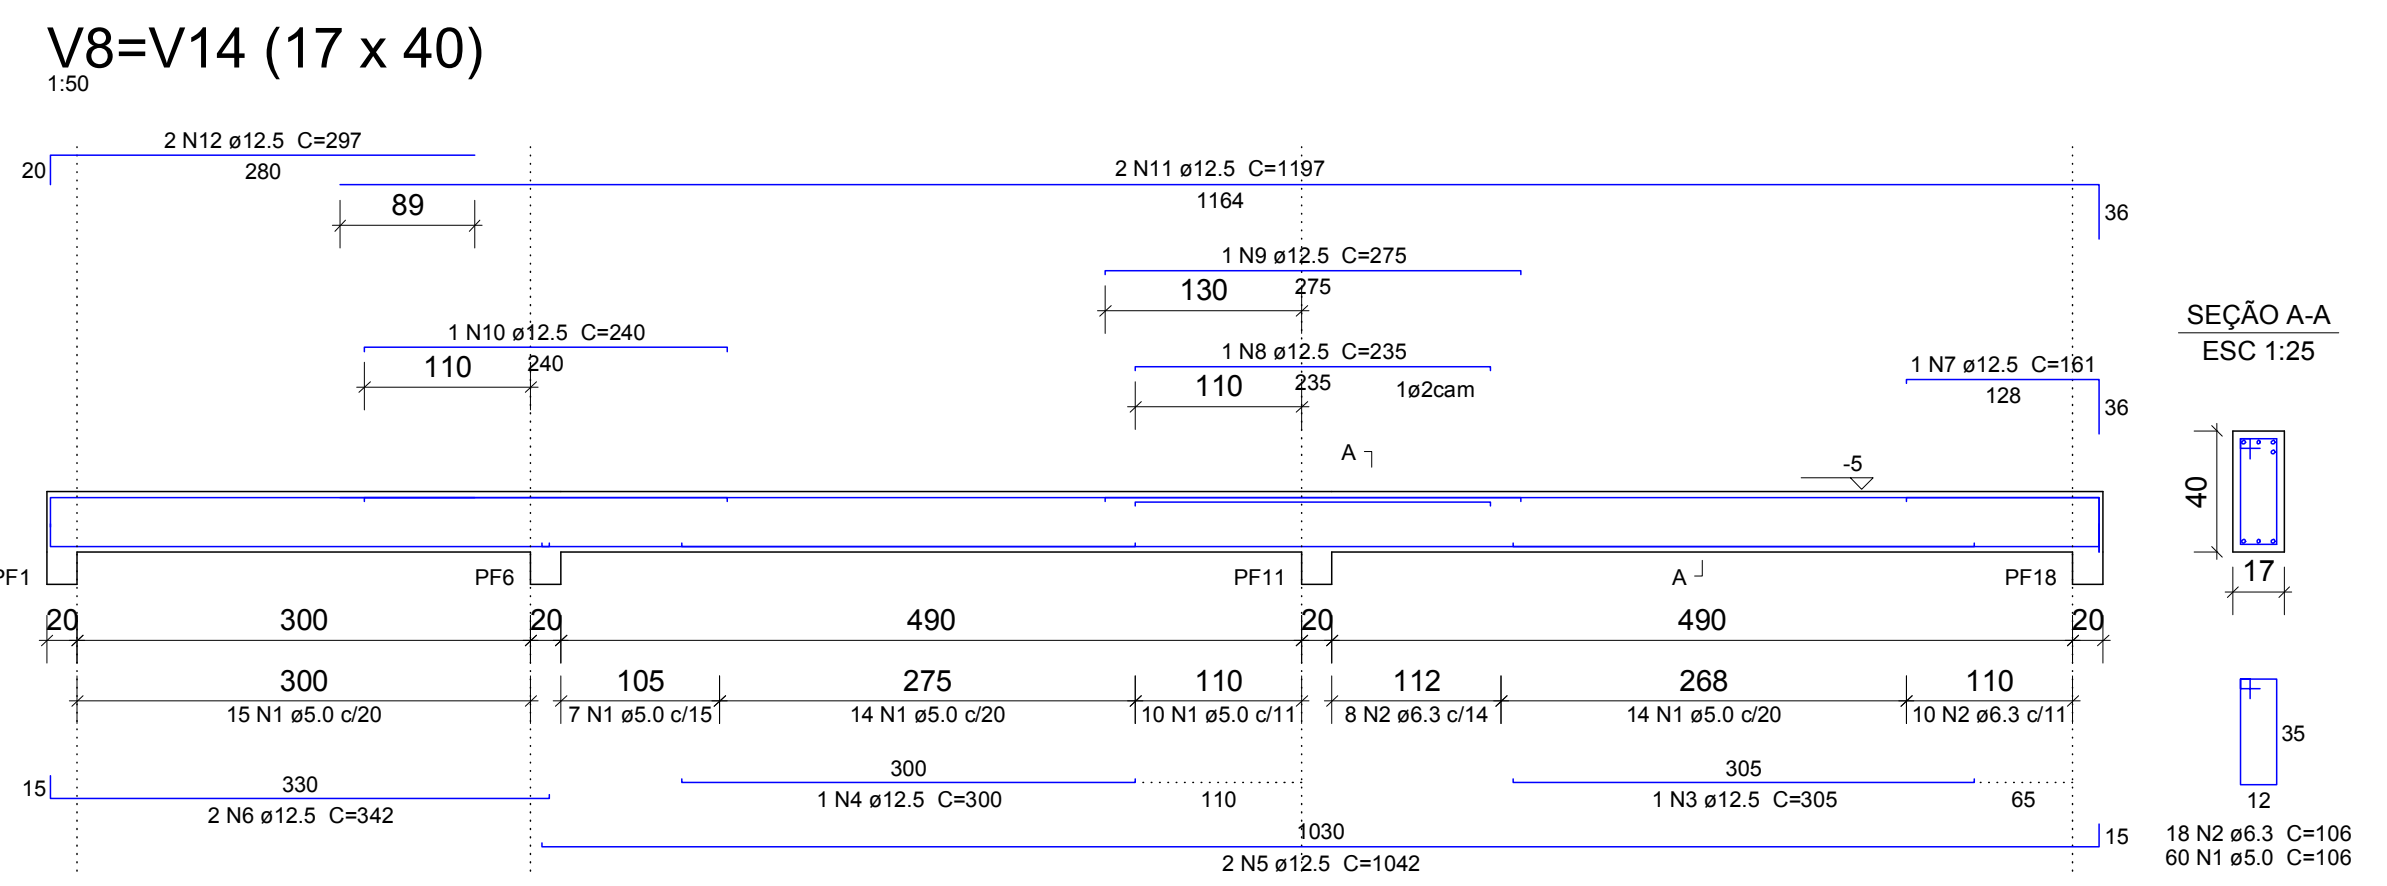 V8=V14 (17 x 40)
1:50
2 N12 ø12.5 C=297
20
280
2 N11 ø12.5 C=1197
1164
36
89
1 N9 ø12.5 C=275
275
130
1 N10 ø12.5 C=240
240
110
1 N8 ø12.5 C=235
235
1ø2cam
110
1 N7 ø12.5 C=161
128
36
SEÇÃO A-A
ESC 1:25
A
-5
40
17
PF1
PF6
PF11
A
PF18
20 300 20 490 20 490 20
300 105 275 110 112 268 110
15 N1 ø5.0 c/20 7 N1 ø5.0 c/15 14 N1 ø5.0 c/20 10 N1 ø5.0 c/11 8 N2 ø6.3 c/14 14 N1 ø5.0 c/20 10 N2 ø6.3 c/11
35
12
15
330
2 N6 ø12.5 C=342
300
1 N4 ø12.5 C=300
110
305
1 N3 ø12.5 C=305
65
1030
15
2 N5 ø12.5 C=1042
18 N2 ø6.3 C=106
60 N1 ø5.0 C=106